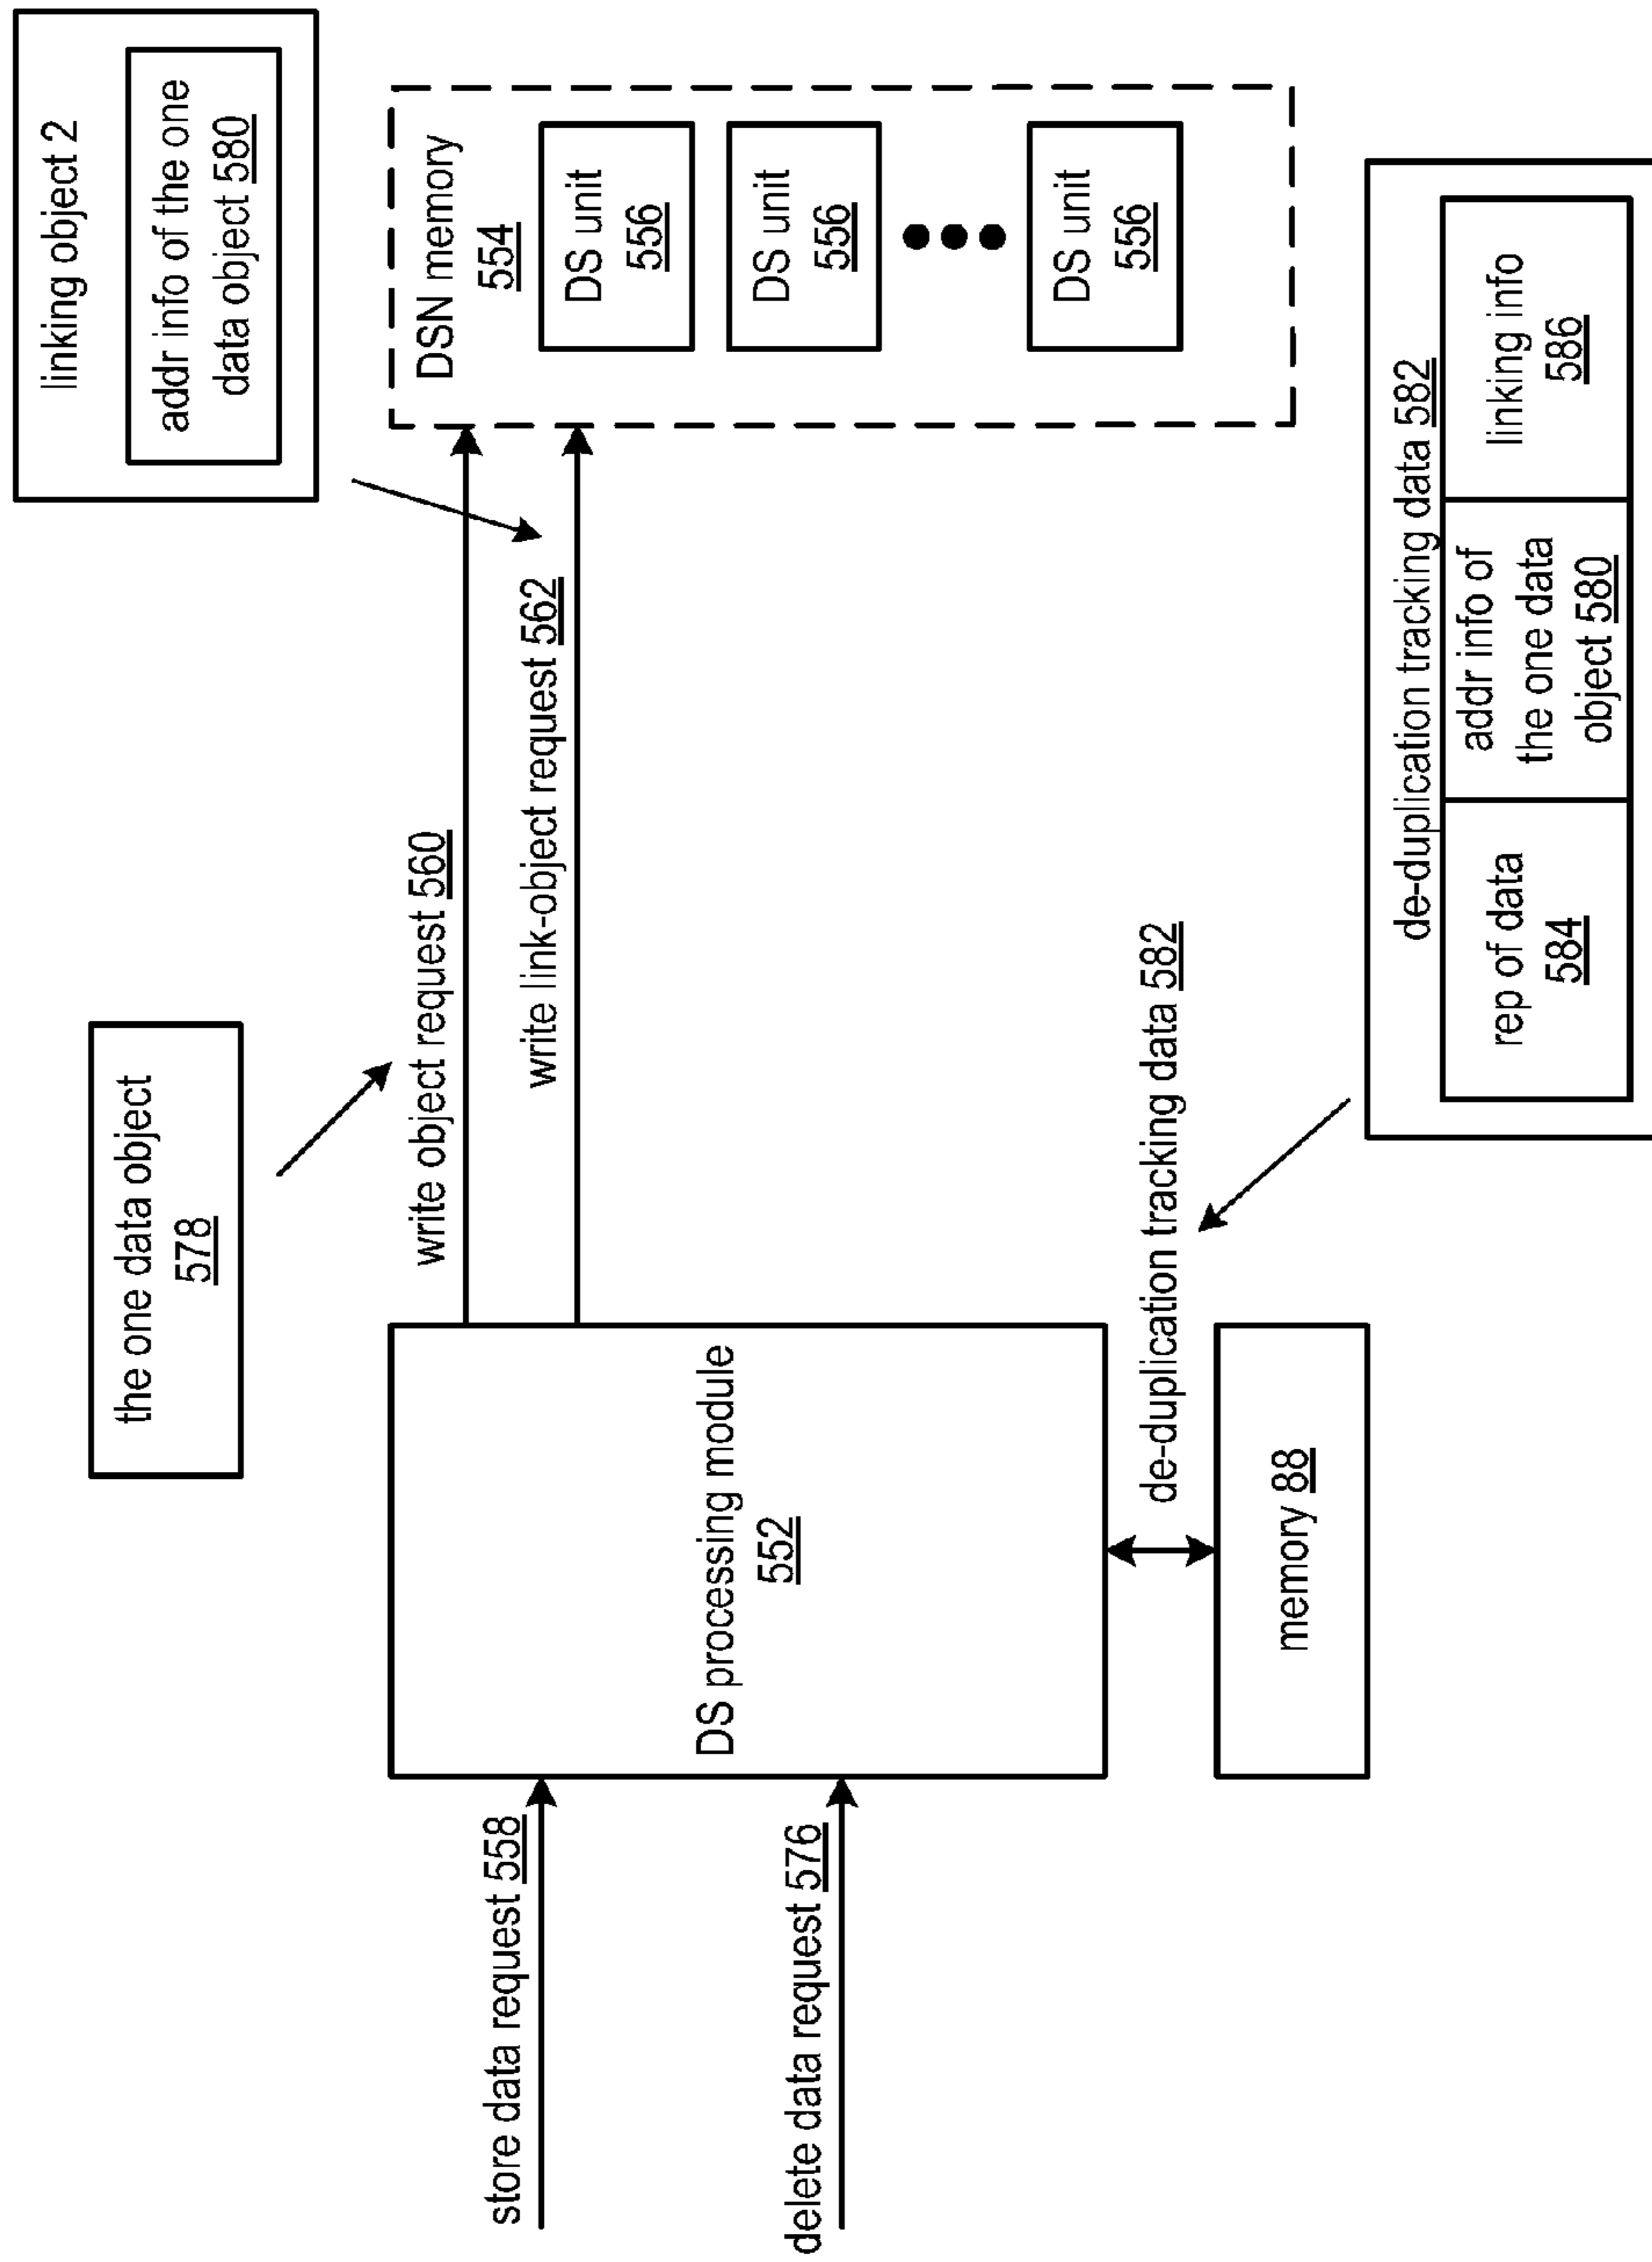 linking object 2
addr info of the one
data object 580
the one data object
578
write object request 560
write link-object request 562
DSN memory
554
DS unit
556
DS unit
556
DS unit
556
store data request 558
delete data request 576
DS processing module
552
de-duplication tracking data 582
memory 88
de-duplication tracking data 582
rep of data
584
addr info of
the one data
object 580
linking info
586